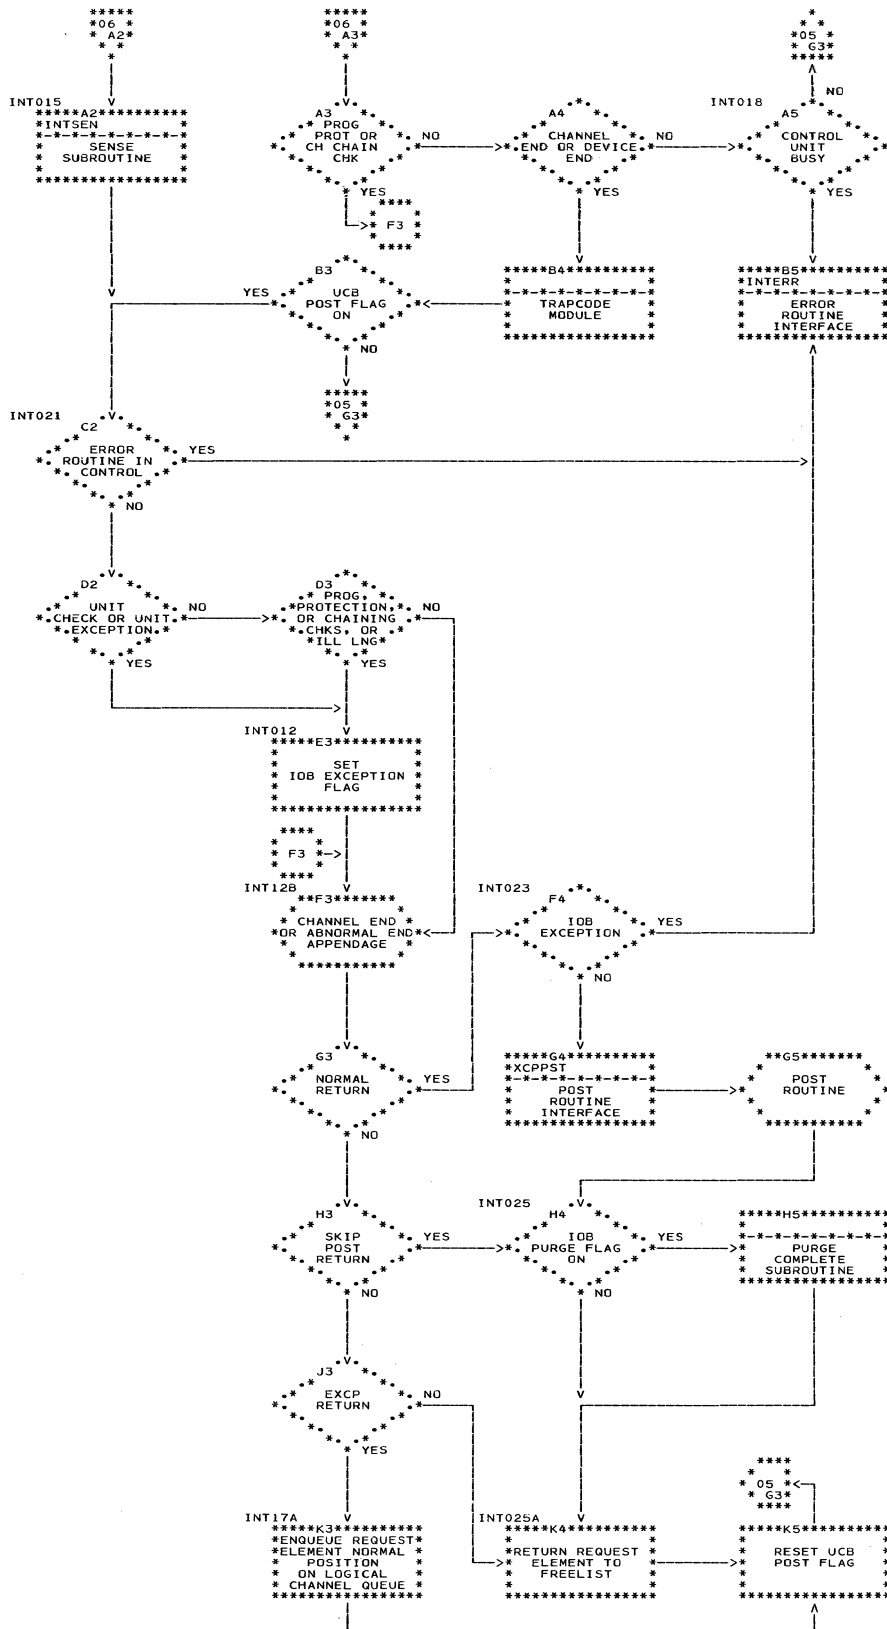 06
A2
06
A3
05
G3
NO
INT015
A2
INTSEN
SENSE
SUBROUTINE
A3
PROG
PROT OR
CH CHAIN
CHK
NO
YES
A4
CHANNEL
END OR DEVICE
END
NO
YES
INT018
A5
CONTROL
UNIT
BUSY
YES
F3
B3
UCB
POST FLAG
ON
YES
NO
B4
TRAPCODE
MODULE
B5
INTERR
ERROR
ROUTINE
INTERFACE
05
G3
INT021
C2
ERROR
ROUTINE IN
CONTROL
YES
NO
D2
UNIT
CHECK OR UNIT
EXCEPTION
NO
YES
D3
PROG,
PROTECTION,
OR CHAINING
CHKS, OR
ILL LNG
NO
YES
INT012
E3
SET
IOB EXCEPTION
FLAG
F3
INT12B
F3
CHANNEL END
OR ABNORMAL END
APPENDAGE
INT023
F4
IOB
EXCEPTION
YES
NO
G3
NORMAL
RETURN
YES
NO
G4
XCPPST
POST
ROUTINE
INTERFACE
G5
POST
ROUTINE
H3
SKIP
POST
RETURN
YES
NO
INT025
H4
IOB
PURGE FLAG
ON
YES
NO
H5
PURGE
COMPLETE
SUBROUTINE
J3
EXCP
RETURN
NO
YES
05
G3
INT17A
K3
ENQUEUE REQUEST
ELEMENT NORMAL
POSITION
ON LOGICAL
CHANNEL QUEUE
INT025A
K4
RETURN REQUEST
ELEMENT TO
FREELIST
K5
RESET UCB
POST FLAG